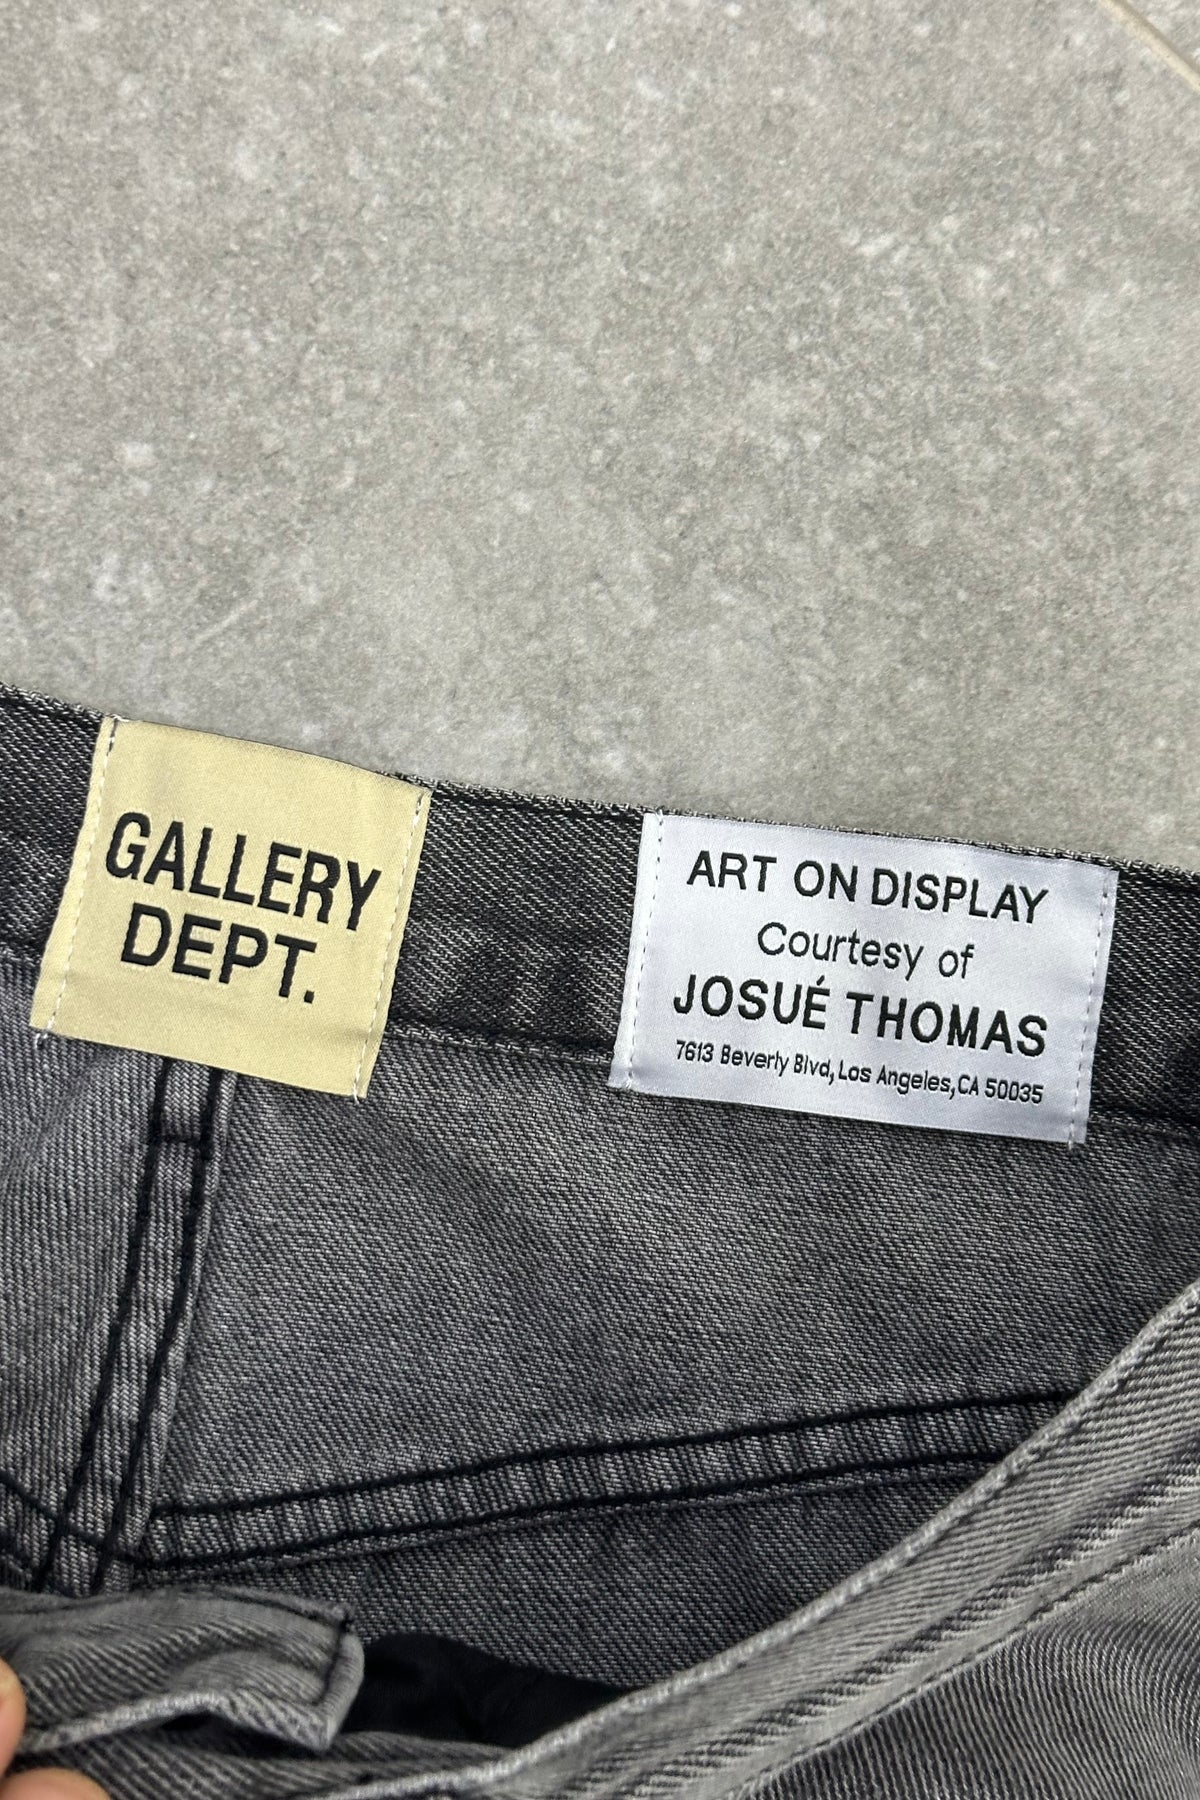 GALLERY
DEPT.
ART ON DISPLAY
Courtesy of
JOSUÉ THOMAS
7613 Beverly Blvd, Los Angeles, CA 50035